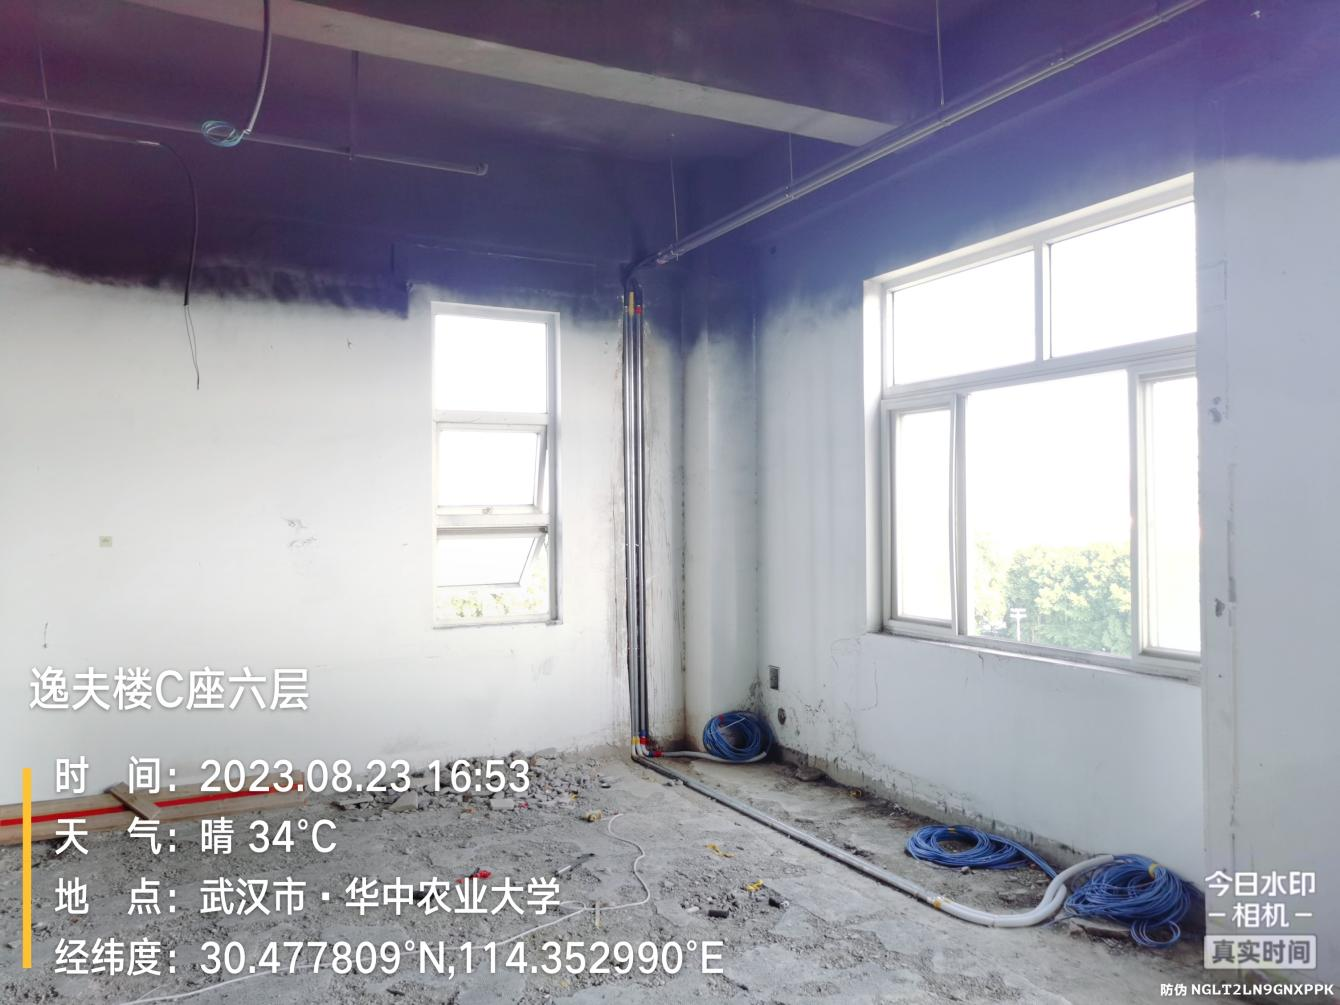 逸夫楼C座六层
时 间：2023.08.23 16:53
天 气：晴 34°C
地 点：武汉市·华中农业大学
经纬度：30.477809°N,114.352990°E
今日水印
-相机-
真实时间
防伪 NGLT2LN9GNXPPK